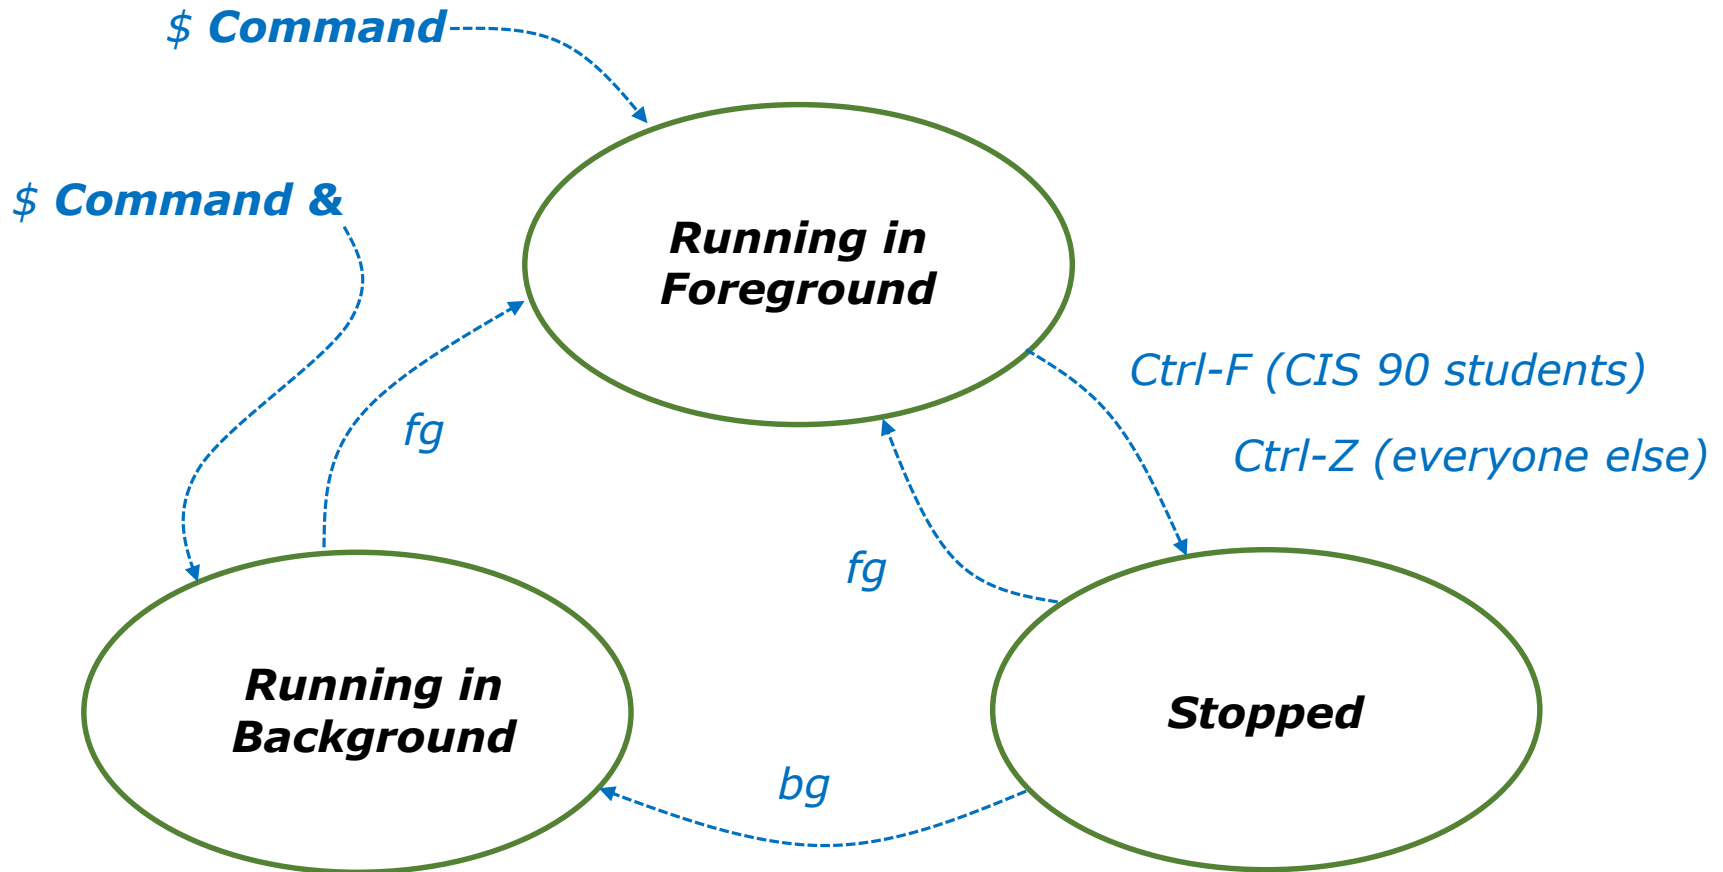 $ Command
$ Command &
Running in
Foreground
Ctrl-F (CIS 90 students)
Ctrl-Z (everyone else)
fg
fg
Running in
Background
Stopped
bg